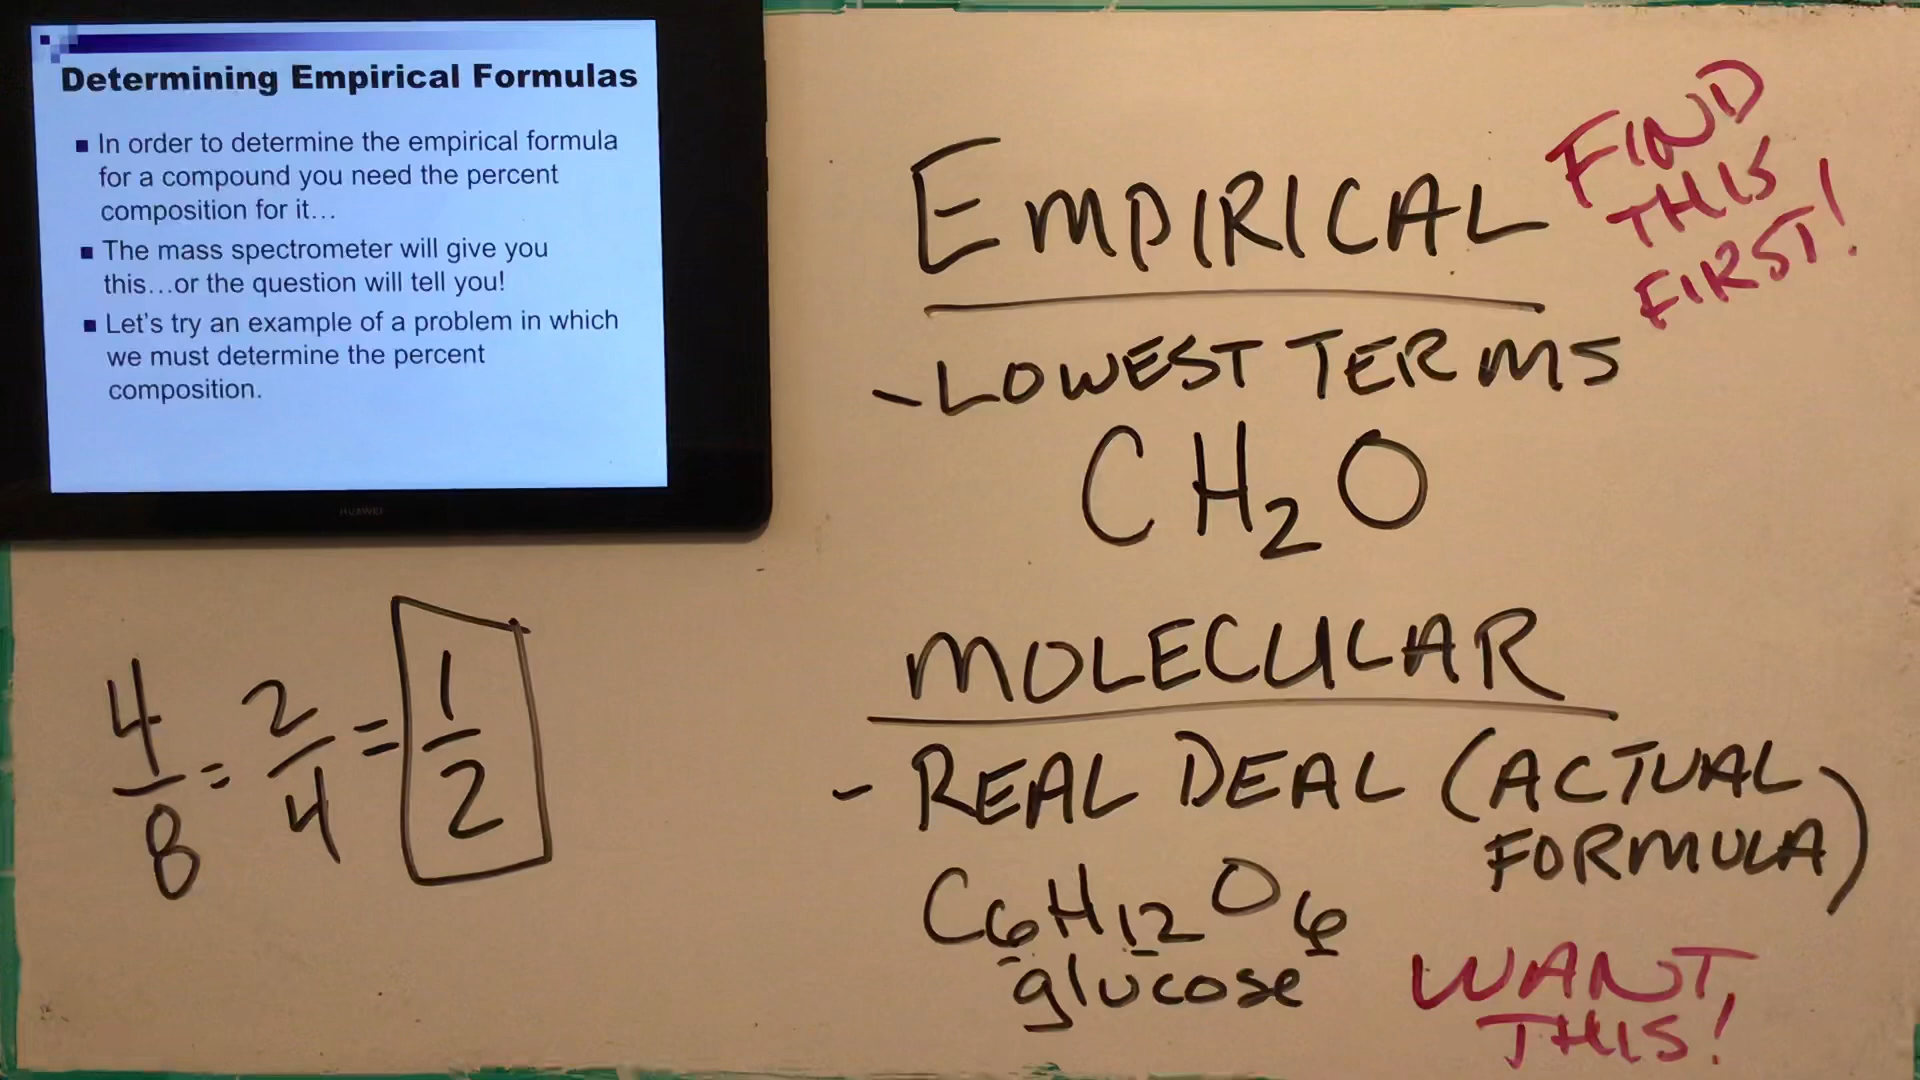 Determining Empirical Formulas
In order to determine the empirical formula
for a compound you need the percent
composition for it…
The mass spectrometer will give you
this…or the question will tell you!
Let's try an example of a problem in which
we must determine the percent
composition.
HUAWEI
EMPIRICAL
FIND
THIS
FIRST!
-LOWEST TERMS
CH₂O
4/8 = 2/4 = 1/2
MOLECULAR
- REAL DEAL (ACTUAL
FORMULA)
C₆H₁₂O₆
glucose
WANT
THIS!